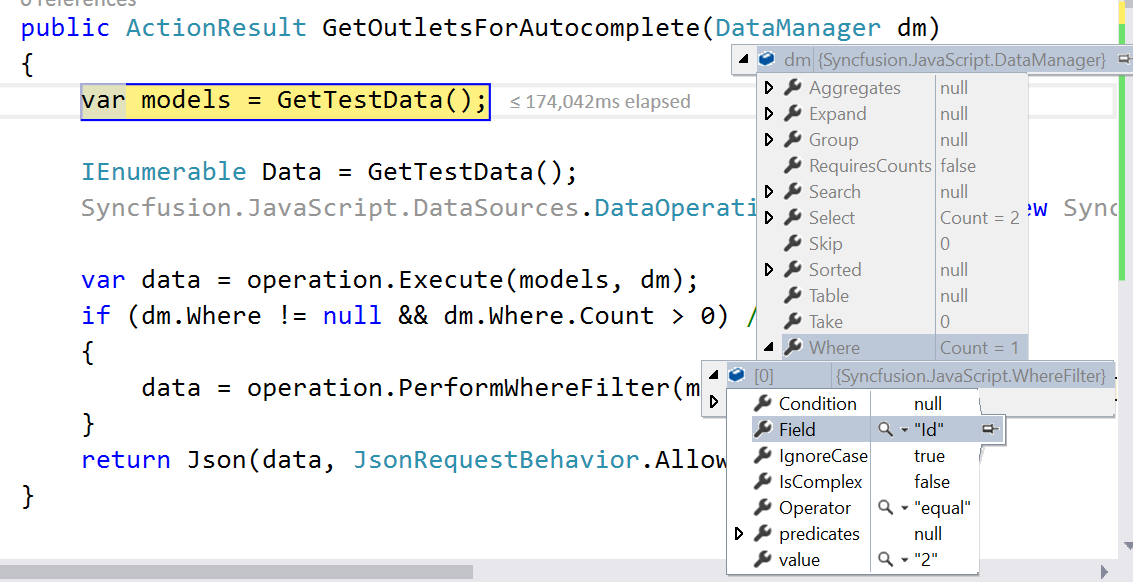 0 references
public ActionResult GetOutletsForAutocomplete(DataManager dm)
{
var models = GetTestData(); ≤ 174,042ms elapsed
IEnumerable Data = GetTestData();
Syncfusion.JavaScript.DataSources.DataOperati ew Sync
var data = operation.Execute(models, dm);
if (dm.Where != null && dm.Where.Count > 0) /
{
data = operation.PerformWhereFilter(m
}
return Json(data, JsonRequestBehavior.Allow
}
dm {Syncfusion.JavaScript.DataManager}
Aggregates null
Expand null
Group null
RequiresCounts false
Search null
Select Count = 2
Skip 0
Sorted null
Table null
Take 0
Where Count = 1
[0] {Syncfusion.JavaScript.WhereFilter}
Condition null
Field "Id"
IgnoreCase true
IsComplex false
Operator "equal"
predicates null
value "2"